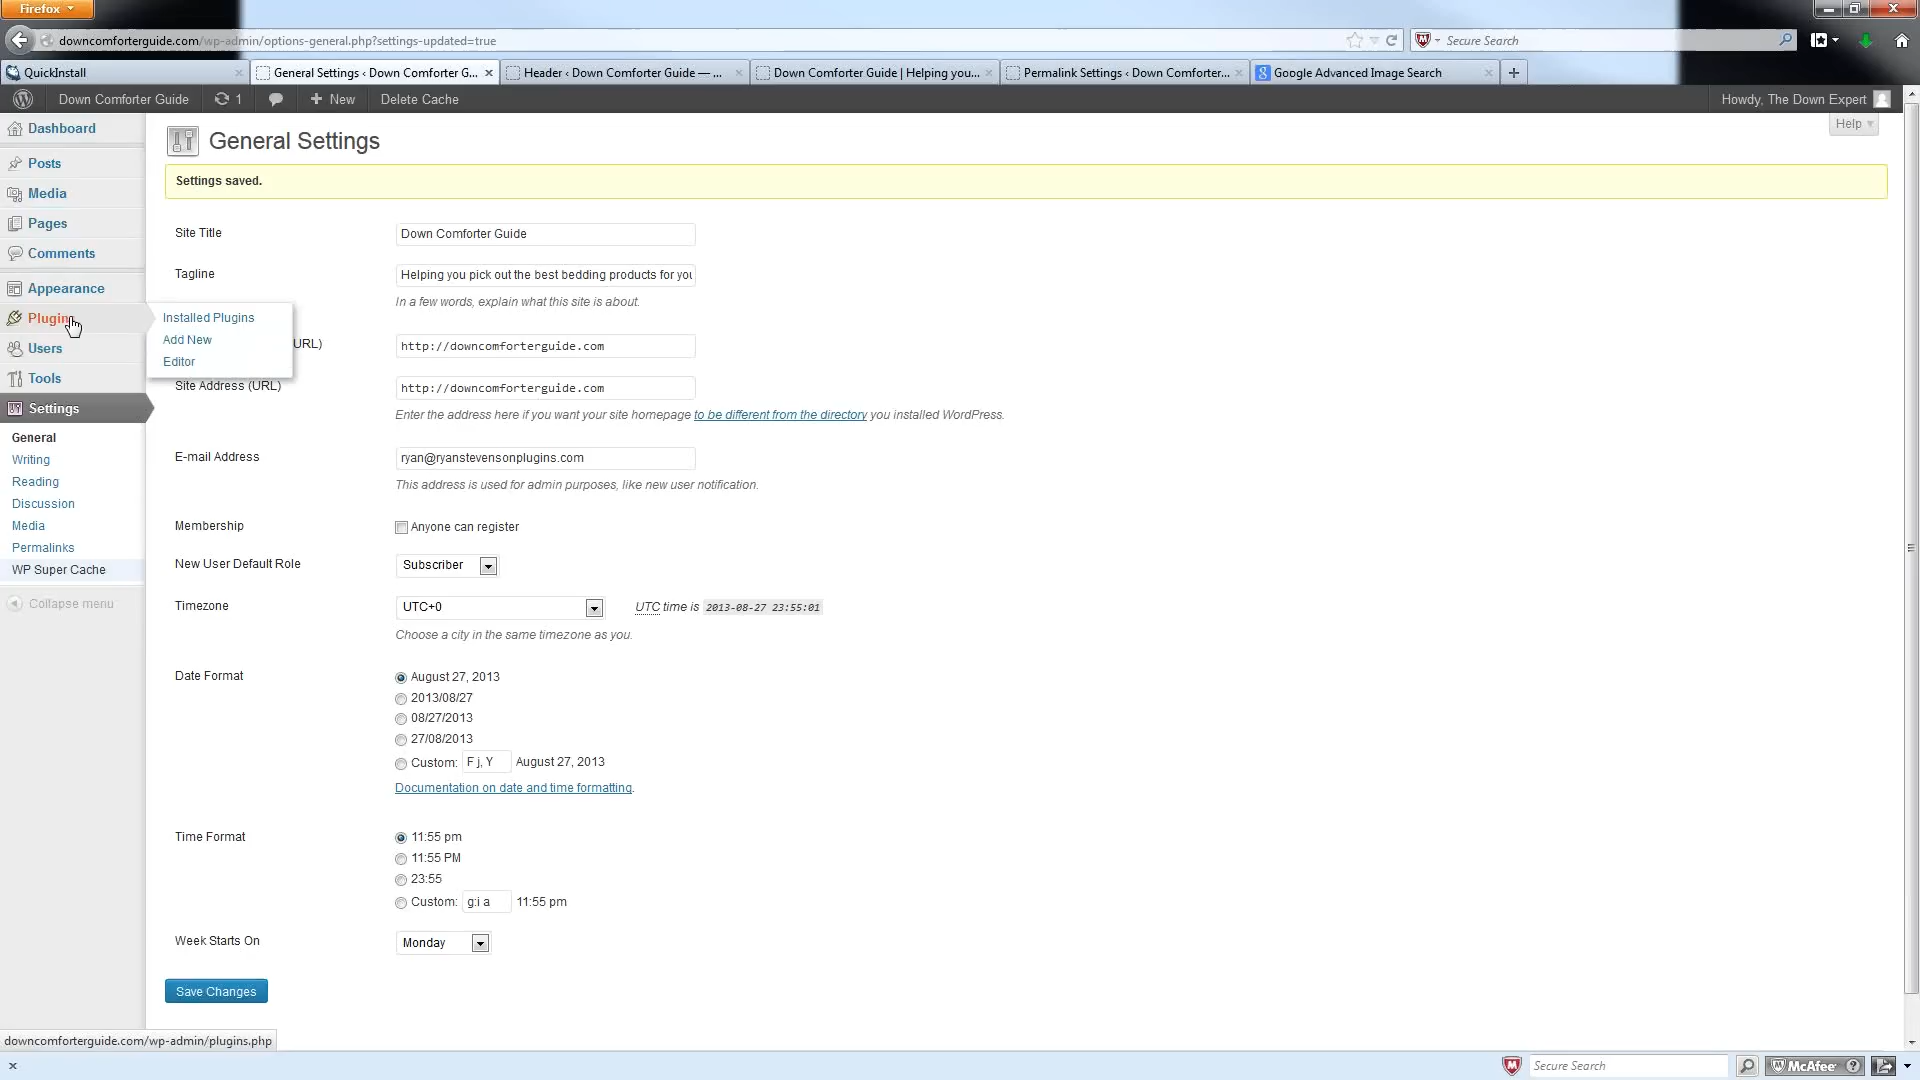 Firefox
downcomforterguide.com/wp-admin/options-general.php?settings-updated=true
Secure Search
QuickInstall
General Settings ‹ Down Comforter G...
Header ‹ Down Comforter Guide — ...
Down Comforter Guide | Helping you...
Permalink Settings ‹ Down Comforter...
Google Advanced Image Search
Down Comforter Guide
1
New
Delete Cache
Howdy, The Down Expert
Help
Dashboard
Posts
Media
Pages
Comments
Appearance
Plugin
Users
Tools
Settings
General
Writing
Reading
Discussion
Media
Permalinks
WP Super Cache
Collapse menu
Installed Plugins
Add New
Editor
General Settings
Settings saved.
Site Title
Down Comforter Guide
Tagline
Helping you pick out the best bedding products for you
In a few words, explain what this site is about.
URL)
http://downcomforterguide.com
Site Address (URL)
http://downcomforterguide.com
Enter the address here if you want your site homepage to be different from the directory you installed WordPress.
E-mail Address
ryan@ryanstevensonplugins.com
This address is used for admin purposes, like new user notification.
Membership
Anyone can register
New User Default Role
Subscriber
Timezone
UTC+0
UTC time is 2013-08-27 23:55:01
Choose a city in the same timezone as you.
Date Format
August 27, 2013
2013/08/27
08/27/2013
27/08/2013
Custom: F j, Y August 27, 2013
Documentation on date and time formatting.
Time Format
11:55 pm
11:55 PM
23:55
Custom: g:i a 11:55 pm
Week Starts On
Monday
Save Changes
downcomforterguide.com/wp-admin/plugins.php
Secure Search
McAfee